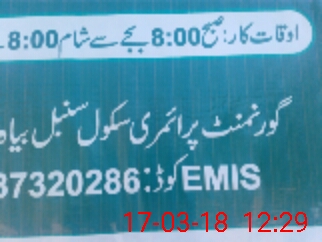 اوقات کار: صبح 8:00 بجے سے شام 8:00
گورنمنٹ پرائمری سکول سنبل بیاہ
EMIS کوڈ: 37320286
17-03-18 12:29